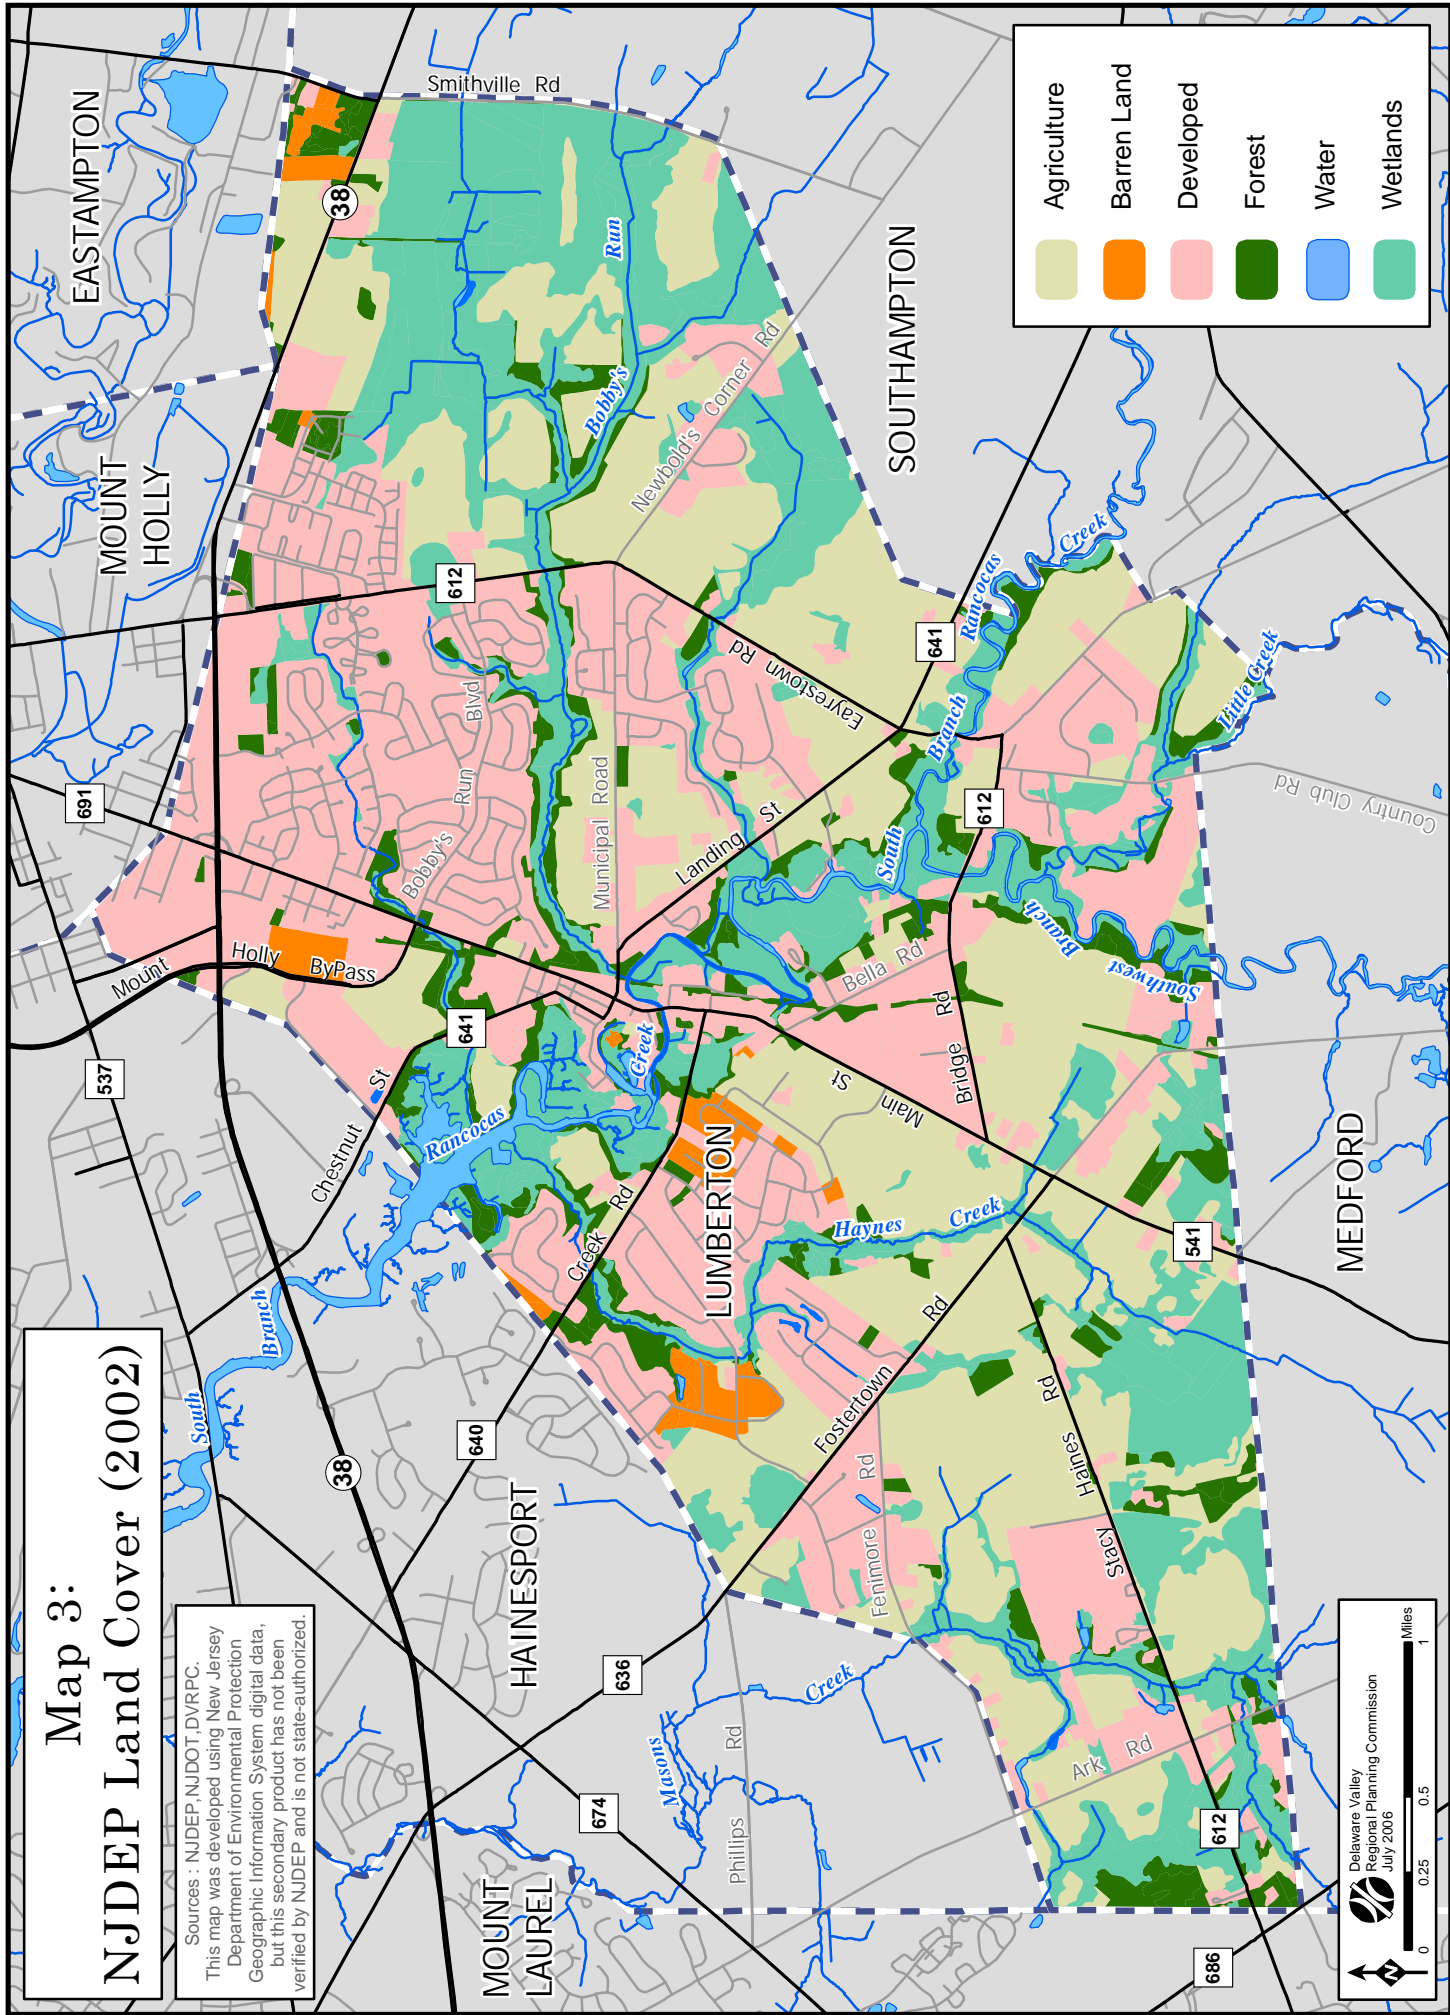 Map 3:
NJDEP Land Cover (2002)
Sources : NJDEP,NJDOT,DVRPC.
This map was developed using New Jersey
Department of Environmental Protection
Geographic Information System digital data,
but this secondary product has not been
verified by NJDEP and is not state-authorized.
EASTAMPTON
MOUNT
HOLLY
SOUTHAMPTON
MEDFORD
LUMBERTON
HAINESPORT
MOUNT
LAUREL
Smithville Rd
38
Bobby's
Run
Newbold's Corner Rd
612
691
Bobby's
Run
Blvd
Municipal Road
Eayrestown Rd
641
Landing St
Rancocas
Creek
Branch
South
Little Creek
Country Club Rd
612
Mount
Holly
ByPass
537
641
Chestnut
St
Rancocas
Creek
Bella Rd
Bridge
Rd
Main
St
Branch
Southwest
South
Branch
Creek
Rd
Haynes
Creek
541
38
640
Fostertown
Rd
Fenimore Rd
Stacy
Haines
Rd
636
674
Masons
Creek
Phillips Rd
Ark Rd
612
686
Agriculture
Barren Land
Developed
Forest
Water
Wetlands
Delaware Valley
Regional Planning Commission
July 2006
N
0 0.25 0.5 1
Miles